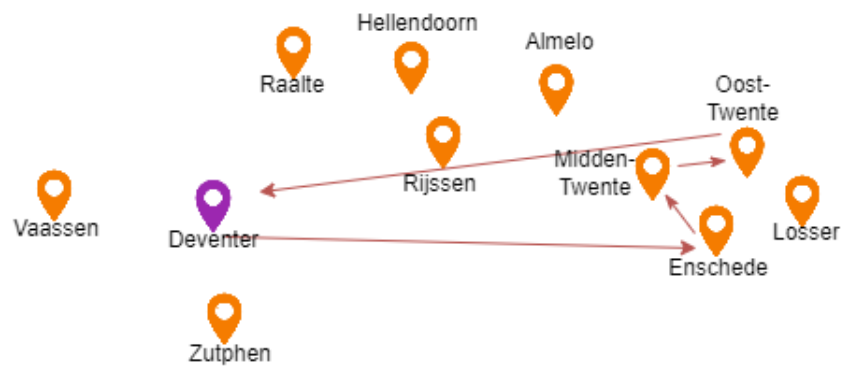 Hellendoorn
Almelo
Raalte
Oost-
Twente
Midden-
Twente
Rijssen
Vaassen
Deventer
Losser
Enschede
Zutphen